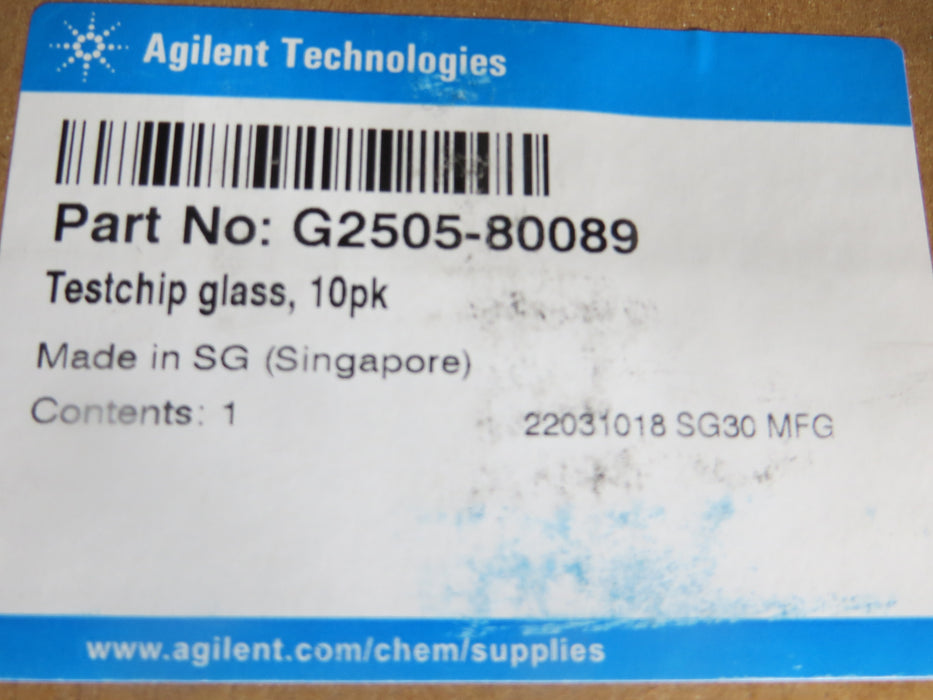 Agilent Technologies
Part No: G2505-80089
Testchip glass, 10pk
Made in SG (Singapore)
Contents: 1
22031018 SG30 MFG
www.agilent.com/chem/supplies